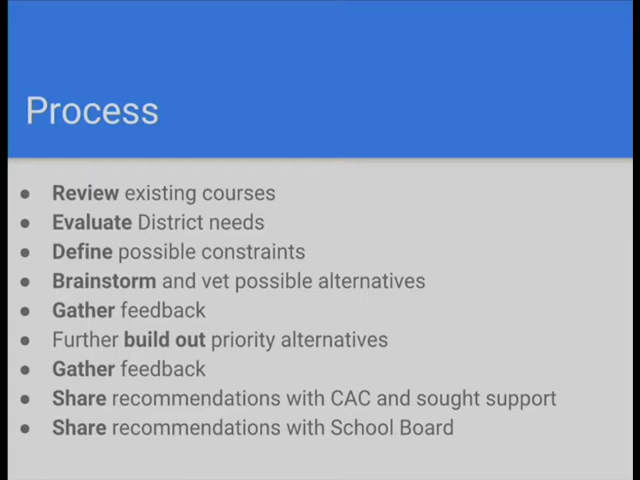 Process
● Review existing courses
● Evaluate District needs
● Define possible constraints
● Brainstorm and vet possible alternatives
● Gather feedback
● Further build out priority alternatives
● Gather feedback
● Share recommendations with CAC and sought support
● Share recommendations with School Board